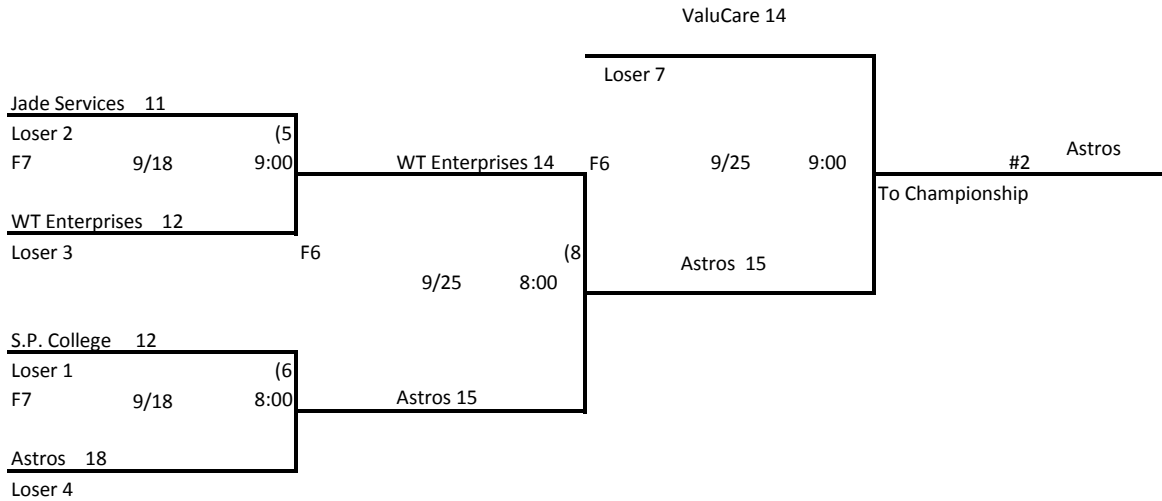 ValuCare 14
Loser 7
Jade Services 11
Loser 2 (5
F7 9/18 9:00
WT Enterprises 14
F6 9/25 9:00
#2 Astros
To Championship
WT Enterprises 12
Loser 3
F6 (8
9/25 8:00
Astros 15
S.P. College 12
Loser 1 (6
F7 9/18 8:00
Astros 15
Astros 18
Loser 4